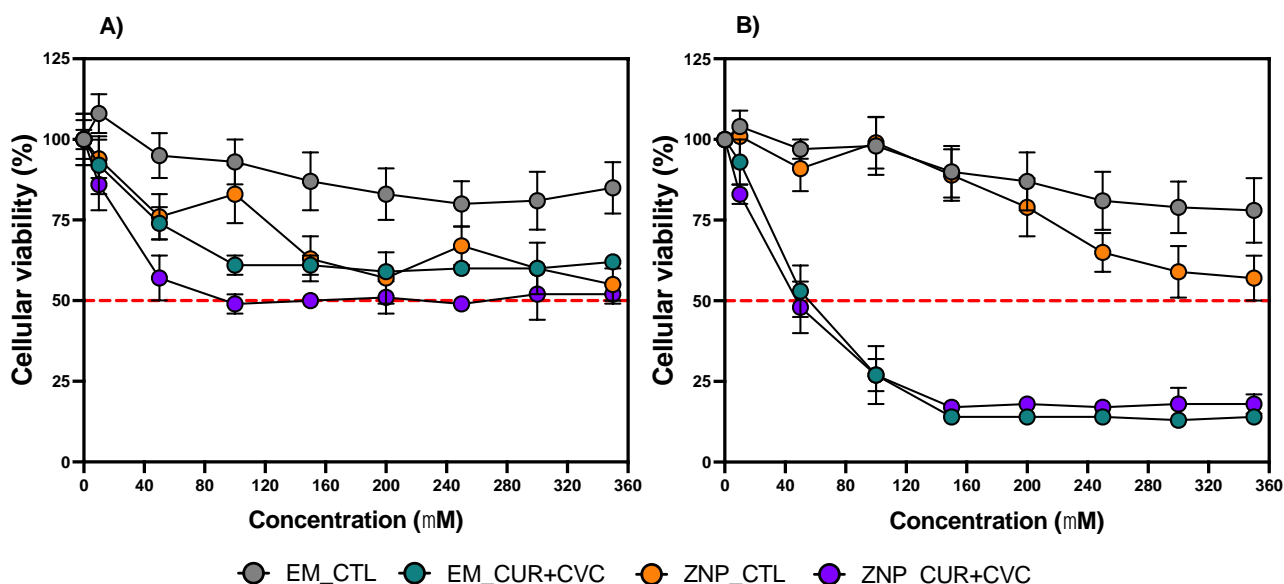 A)
B)
125
100
75
50
25
0
Cellular viability (%)
0 40 80 120 160 200 240 280 320 360
Concentration (mM)
125
100
75
50
25
0
Cellular viability (%)
0 40 80 120 160 200 240 280 320 360
Concentration (mM)
EM_CTL EM_CUR+CVC ZNP_CTL ZNP_CUR+CVC